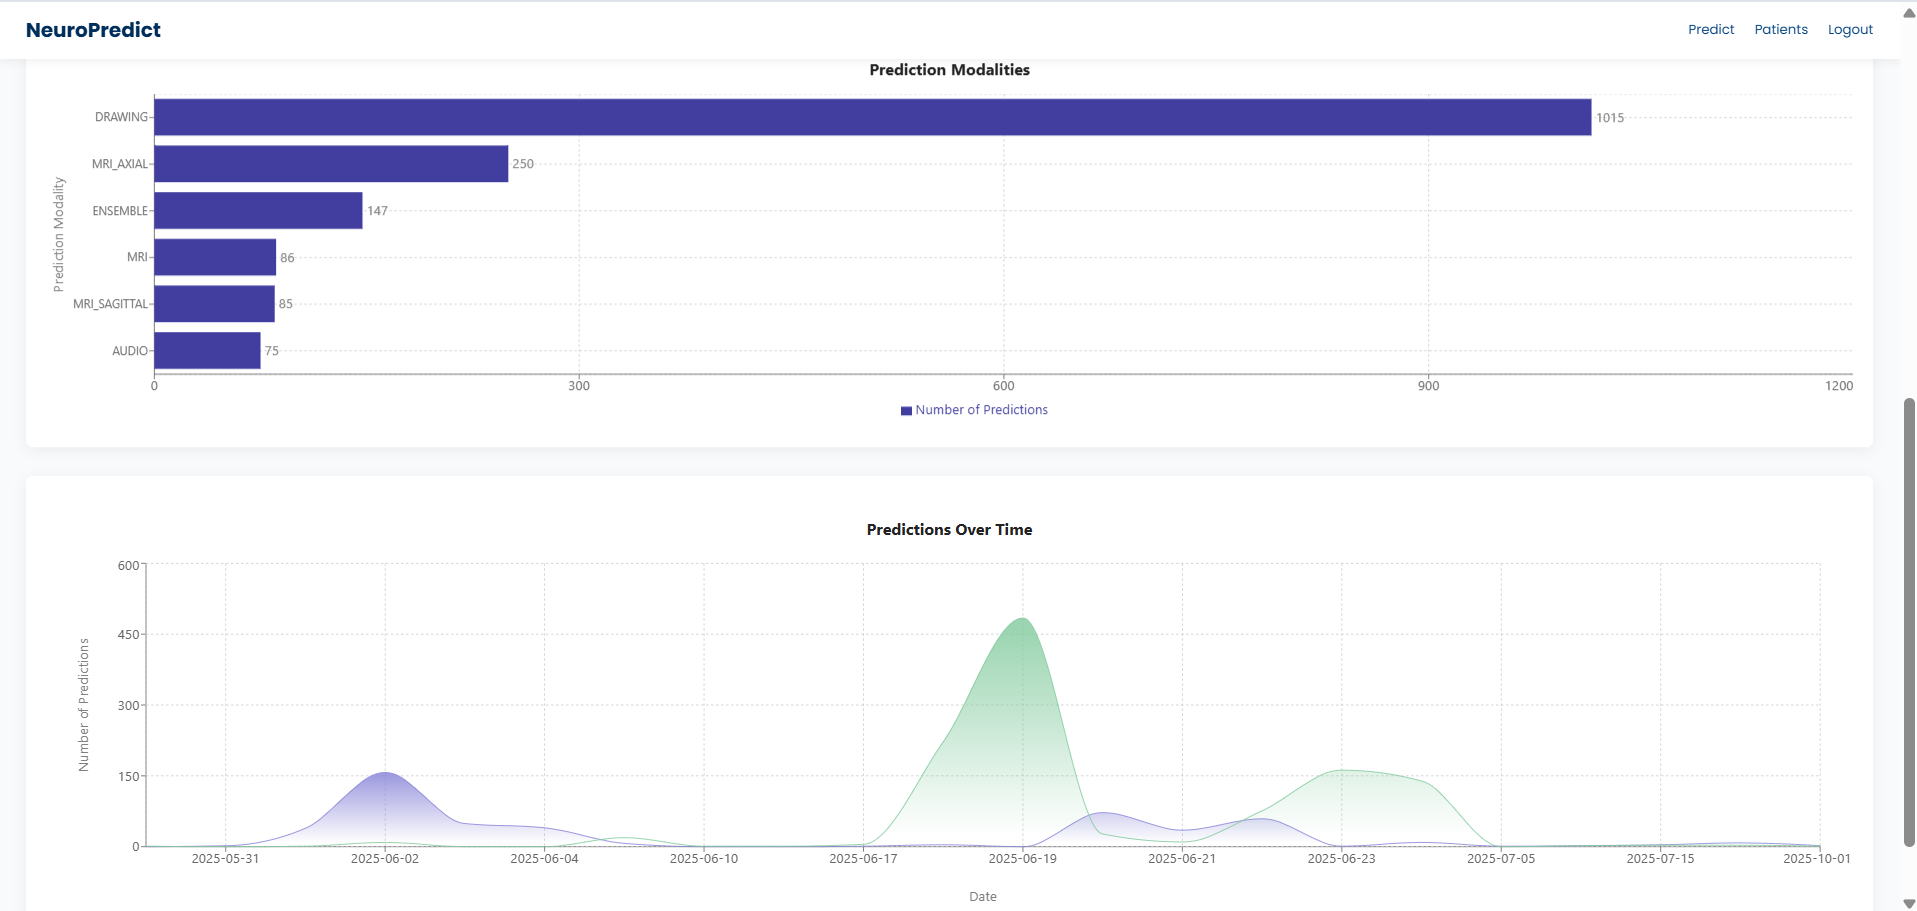 NeuroPredict
Predict Patients Logout
Prediction Modalities
Prediction Modality
DRAWING 1015
MRI_AXIAL 250
ENSEMBLE 147
MRI 86
MRI_SAGITTAL 85
AUDIO 75
0 300 600 900 1200
Number of Predictions
Predictions Over Time
Number of Predictions
600
450
300
150
0
2025-05-31 2025-06-02 2025-06-04 2025-06-10 2025-06-17 2025-06-19 2025-06-21 2025-06-23 2025-07-05 2025-07-15 2025-10-01
Date